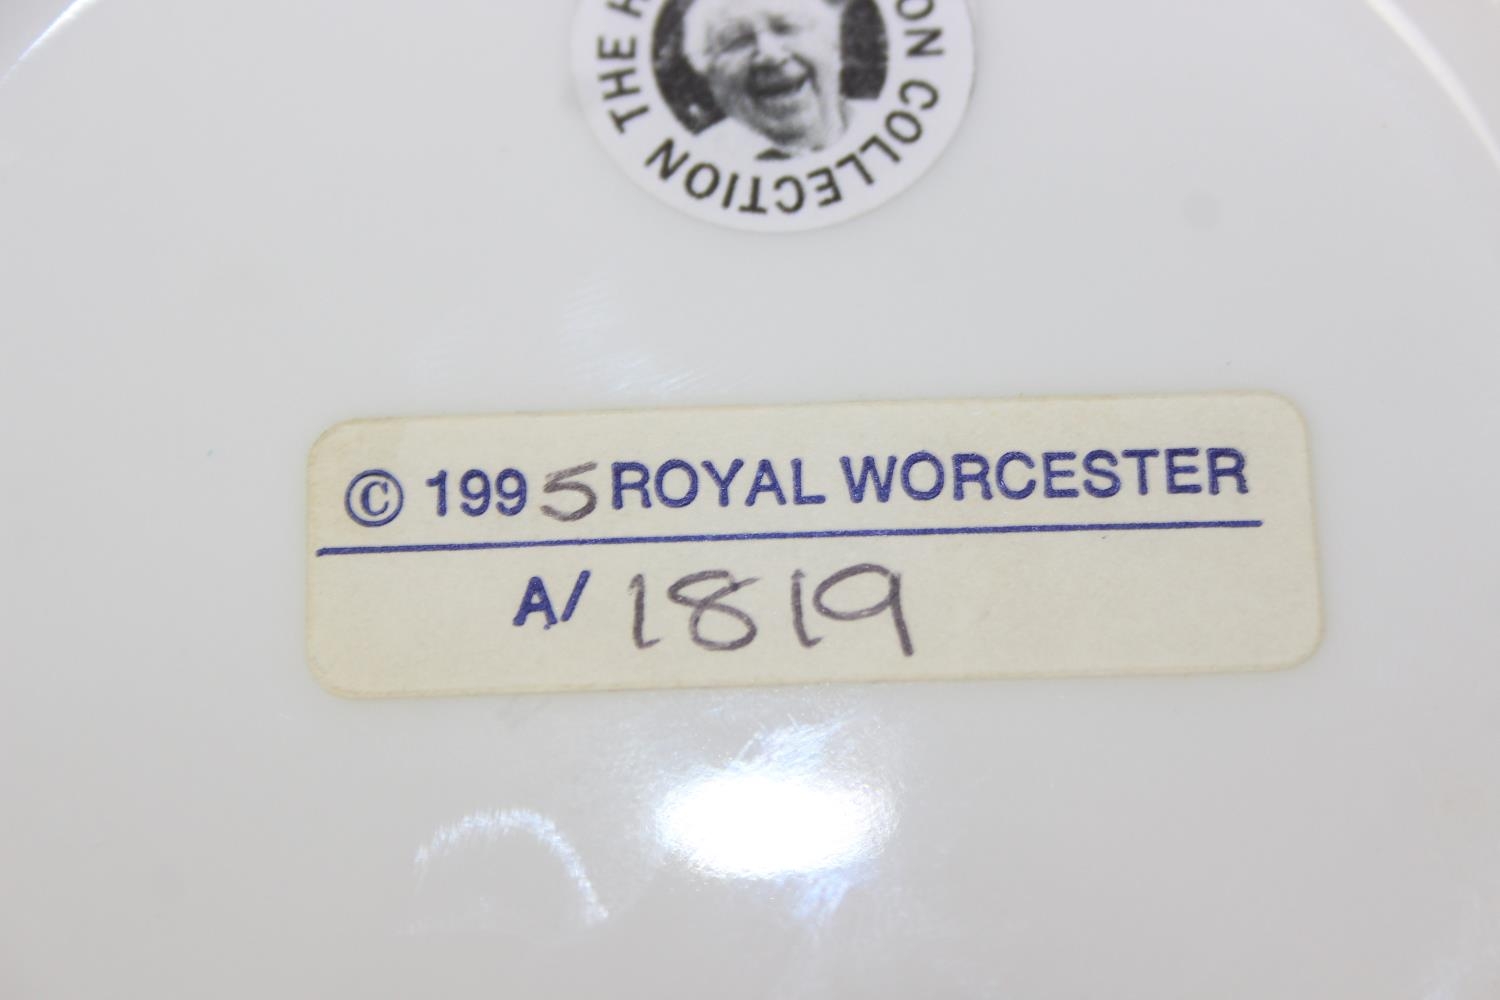 THE
ON COLLECTION
© 1995 ROYAL WORCESTER
A/ 1819